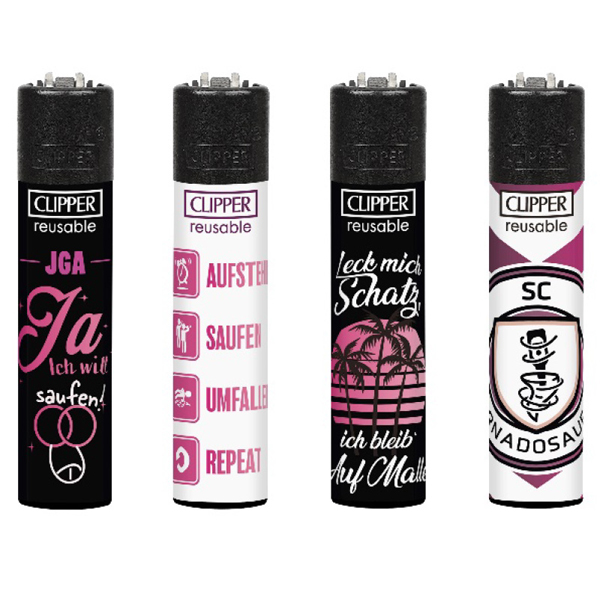 CLIPPER
reusable
JGA
Ja
Ich will
saufen!
CLIPPER
reusable
AUFSTEH
SAUFEN
UMFALLE
REPEAT
CLIPPER
reusable
Leck mich
Schatz,
ich bleib'
Auf Malle
CLIPPER
reusable
SC
RNADOSAU